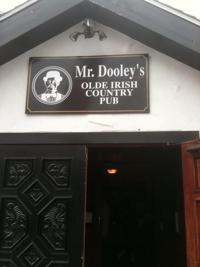 Mr. Dooley's
OLDE IRISH
COUNTRY
PUB